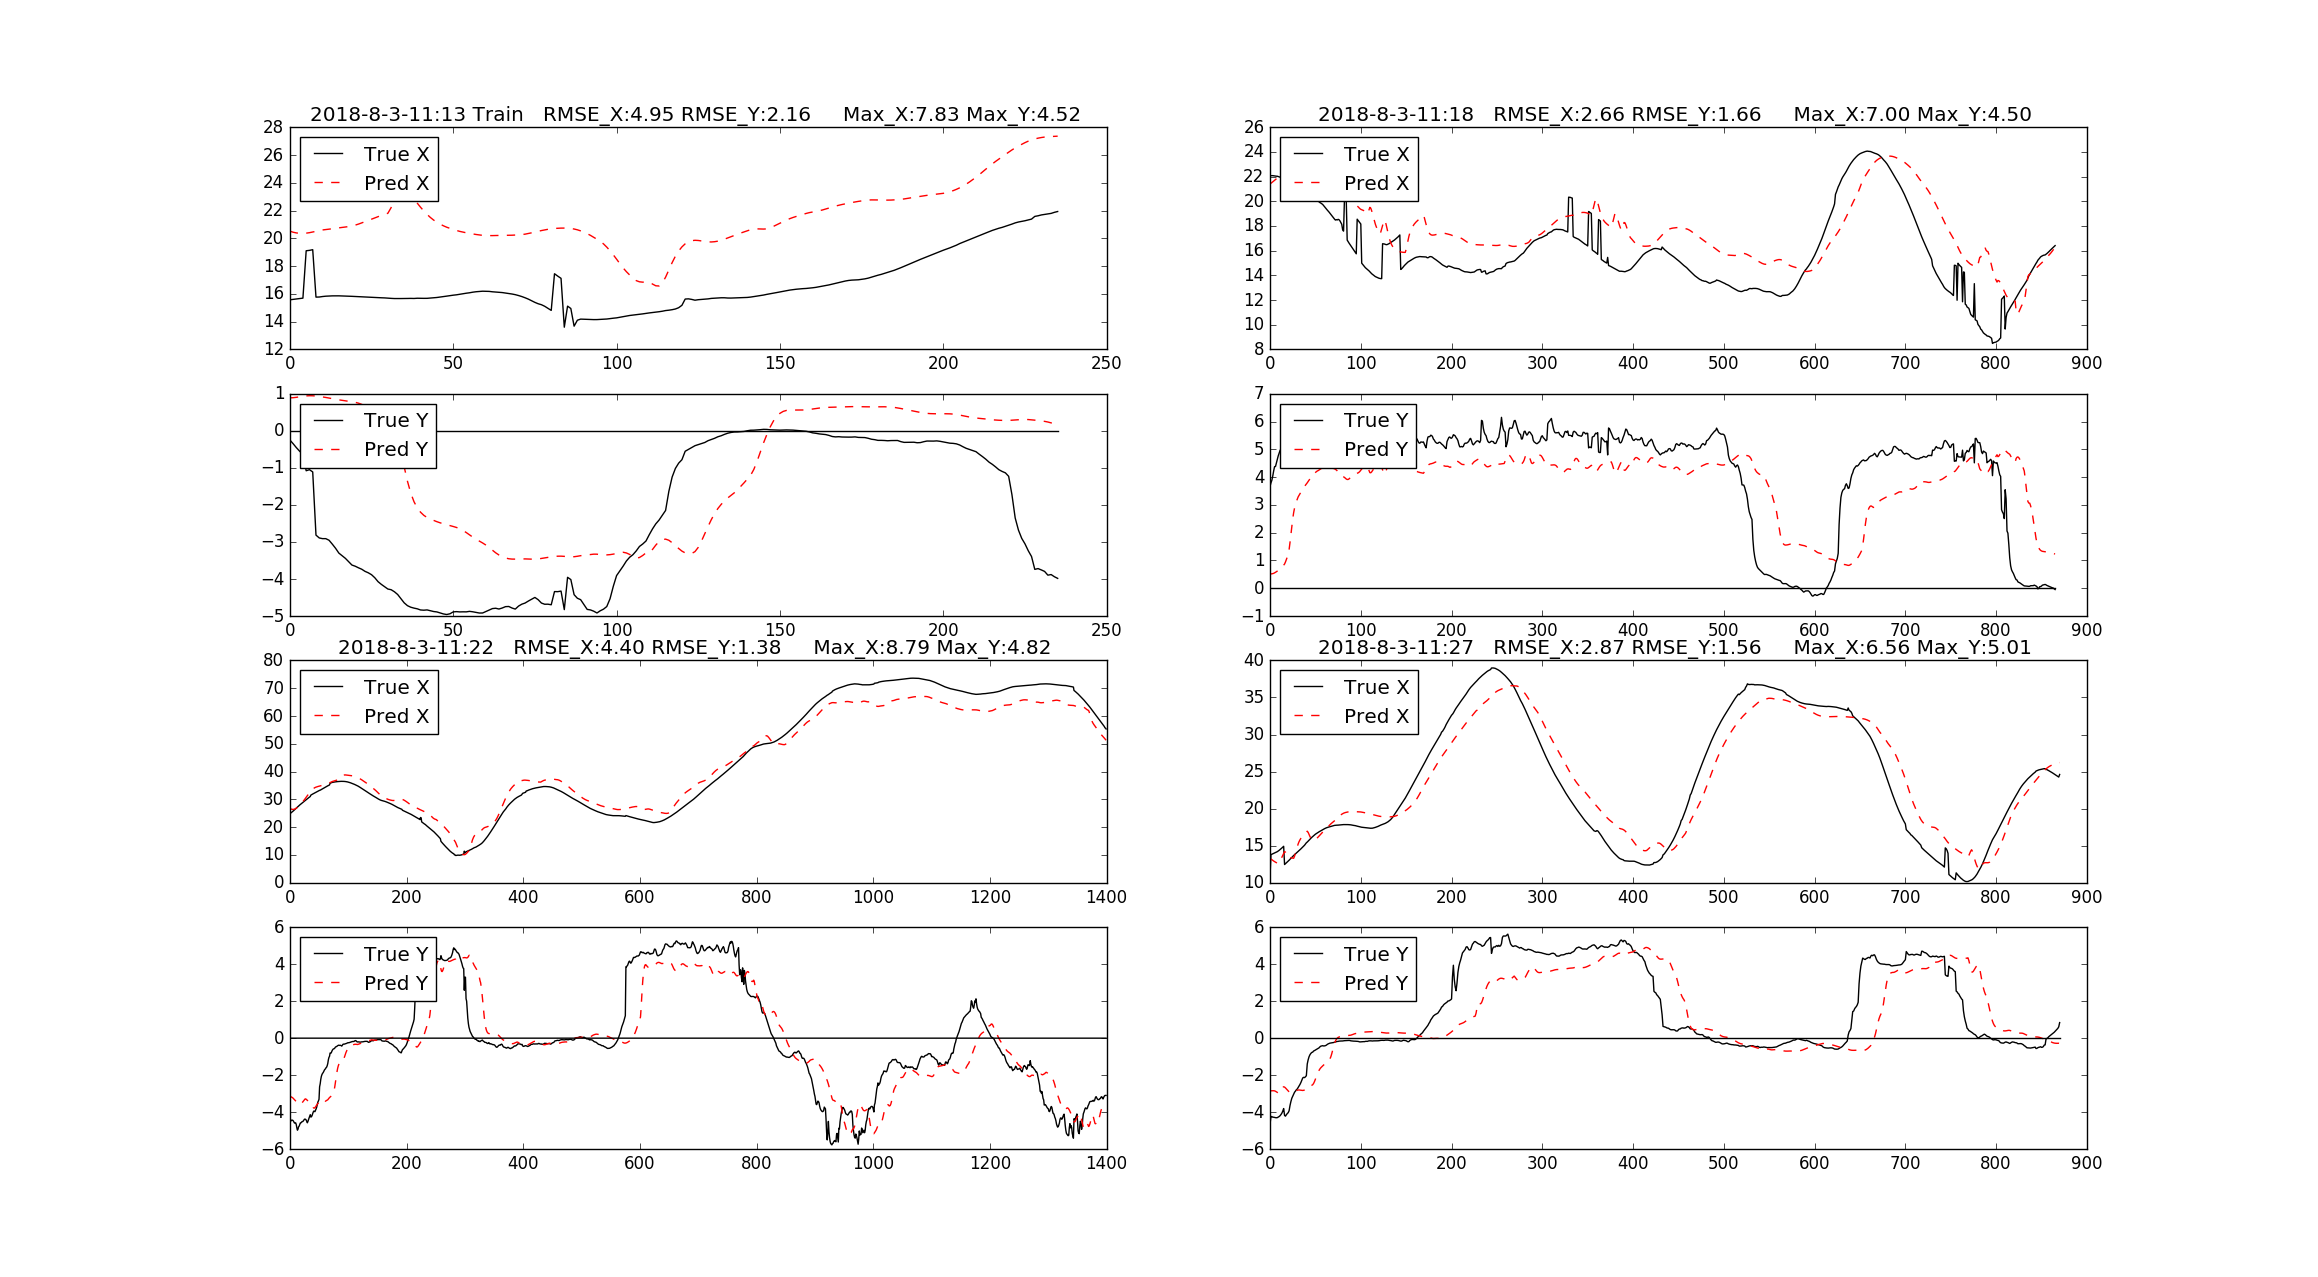 2018-8-3-11:13 Train RMSE_X:4.95 RMSE_Y:2.16 Max_X:7.83 Max_Y:4.52
28
26
24
22
20
18
16
14
12
True X
Pred X
0 50 100 150 200 250
1
0
−1
−2
−3
−4
−5
True Y
Pred Y
0 50 100 150 200 250
2018-8-3-11:18 RMSE_X:2.66 RMSE_Y:1.66 Max_X:7.00 Max_Y:4.50
26
24
22
20
18
16
14
12
10
8
True X
Pred X
0 100 200 300 400 500 600 700 800 900
7
6
5
4
3
2
1
0
−1
True Y
Pred Y
0 100 200 300 400 500 600 700 800 900
2018-8-3-11:22 RMSE_X:4.40 RMSE_Y:1.38 Max_X:8.79 Max_Y:4.82
80
70
60
50
40
30
20
10
0
True X
Pred X
0 200 400 600 800 1000 1200 1400
6
4
2
0
−2
−4
−6
True Y
Pred Y
0 200 400 600 800 1000 1200 1400
2018-8-3-11:27 RMSE_X:2.87 RMSE_Y:1.56 Max_X:6.56 Max_Y:5.01
40
35
30
25
20
15
10
True X
Pred X
0 100 200 300 400 500 600 700 800 900
6
4
2
0
−2
−4
−6
True Y
Pred Y
0 100 200 300 400 500 600 700 800 900